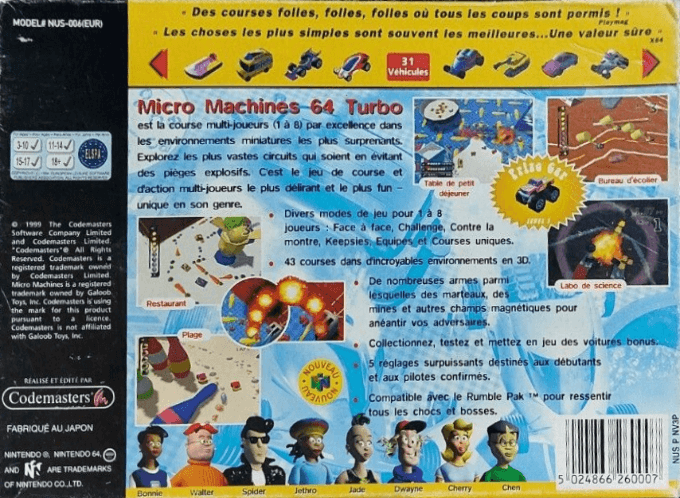 MODEL# NUS-006(EUR)
"Des courses folles, folles, folles où tous les coups sont permis !"
Playmag
"Les choses les plus simples sont souvent les meilleures...Une valeur sûre"
X64
31
Véhicules
Micro Machines 64 Turbo
est la course multi-joueurs (1 à 8) par excellence dans
les environnements miniatures les plus surprenants.
Explorez les plus vastes circuits qui soient en évitant
des pièges explosifs. C'est le jeu de course et
d'action multi-joueurs le plus délirant et le plus fun -
unique en son genre.
Table de petit
déjeuner
Bureau d'écolier
Prize Car
LEVEL 1
Labo de science
3-10
11-14
15-17
18+
ELSPA
© 1999 The Codemasters
Software Company Limited
and Codemasters Limited.
"Codemasters"® All Rights
Reserved. Codemasters is a
registered trademark owned
by Codemasters Limited.
Micro Machines is a registered
trademark owned by Galoob
Toys, Inc. Codemasters is using
the mark for this product
pursuant to a licence.
Codemasters is not affiliated
with Galoob Toys, Inc.
Restaurant
Plage
• Divers modes de jeu pour 1 à 8
joueurs : Face à face, Challenge, Contre la
montre, Keepsies, Equipes et Courses uniques.
• 43 courses dans d'incroyables environnements en 3D.
• De nombreuses armes parmi
lesquelles des marteaux, des
mines et autres champs magnétiques pour
anéantir vos adversaires.
• Collectionnez, testez et mettez en jeu des voitures bonus.
• 5 réglages surpuissants destinés aux débutants
et aux pilotes confirmés.
• Compatible avec le Rumble Pak ™ pour ressentir
tous les chocs et bosses.
NOUVEAU
NOUVEAU
RÉALISÉ ET ÉDITÉ PAR
Codemasters
FABRIQUÉ AU JAPON
NINTENDO ®, NINTENDO 64,
AND ARE TRADEMARKS
OF NINTENDO CO., LTD.
Bonnie
Walter
Spider
Jethro
Jade
Dwayne
Cherry
Chen
5 024866 260007
NUS P NV3P